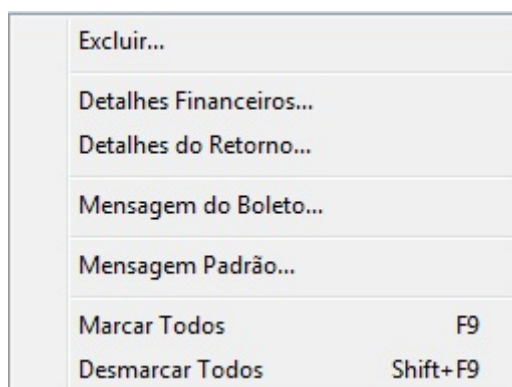 Excluir...
Detalhes Financeiros...
Detalhes do Retorno...
Mensagem do Boleto...
Mensagem Padrão...
Marcar Todos F9
Desmarcar Todos Shift+F9